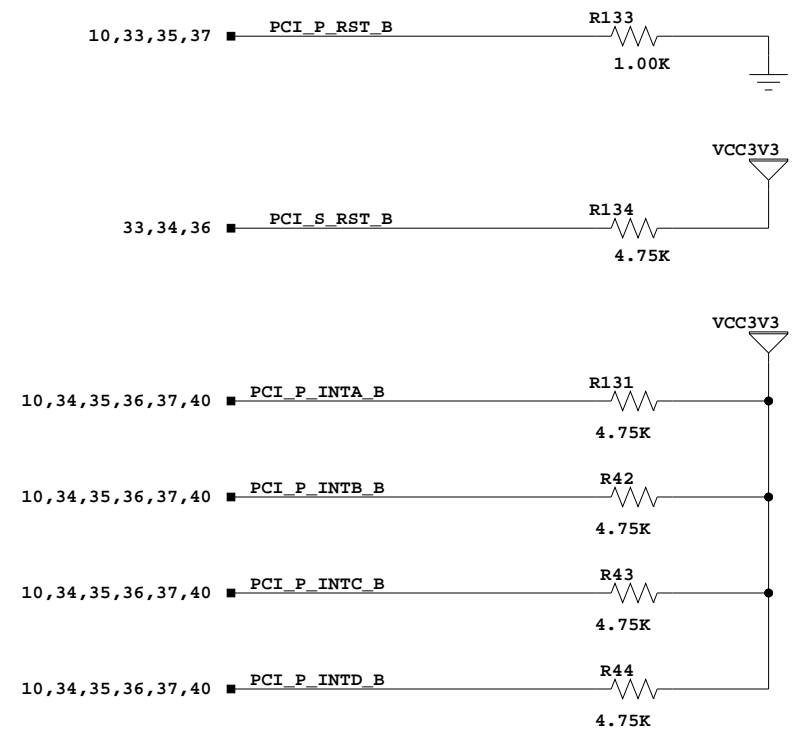 R133
10,33,35,37 PCI_P_RST_B
1.00K
VCC3V3
R134
33,34,36 PCI_S_RST_B
4.75K
VCC3V3
R131
10,34,35,36,37,40 PCI_P_INTA_B
4.75K
R42
10,34,35,36,37,40 PCI_P_INTB_B
4.75K
R43
10,34,35,36,37,40 PCI_P_INTC_B
4.75K
R44
10,34,35,36,37,40 PCI_P_INTD_B
4.75K